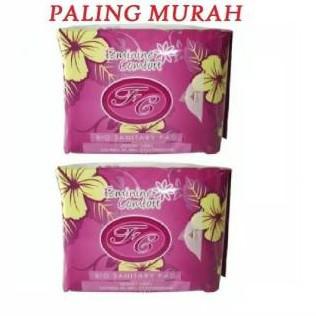 PALING MURAH
Feminine
Comfort
FC
BIO SANITARY PAD
Feminine
Comfort
FC
BIO SANITARY PAD